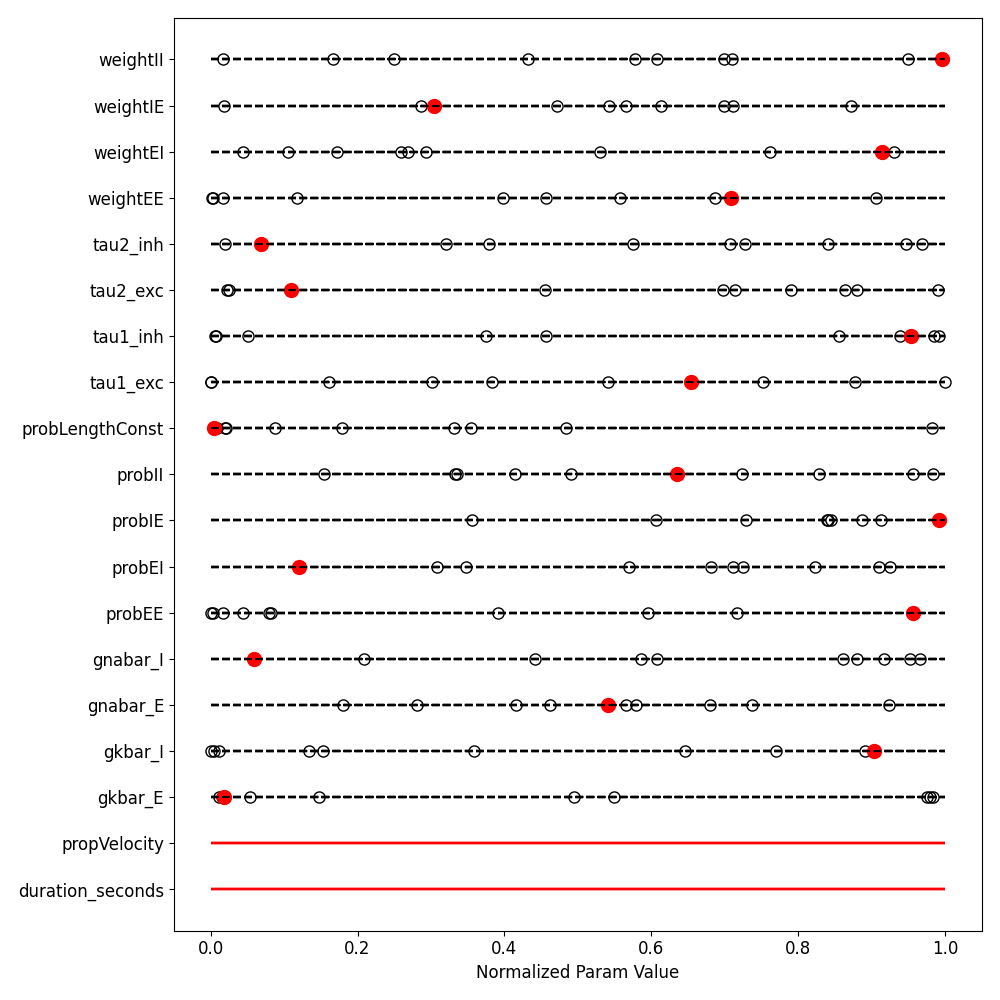 weightII
weightIE
weightEI
weightEE
tau2_inh
tau2_exc
tau1_inh
tau1_exc
probLengthConst
probII
probIE
probEI
probEE
gnabar_I
gnabar_E
gkbar_I
gkbar_E
propVelocity
duration_seconds
0.0 0.2 0.4 0.6 0.8 1.0
Normalized Param Value